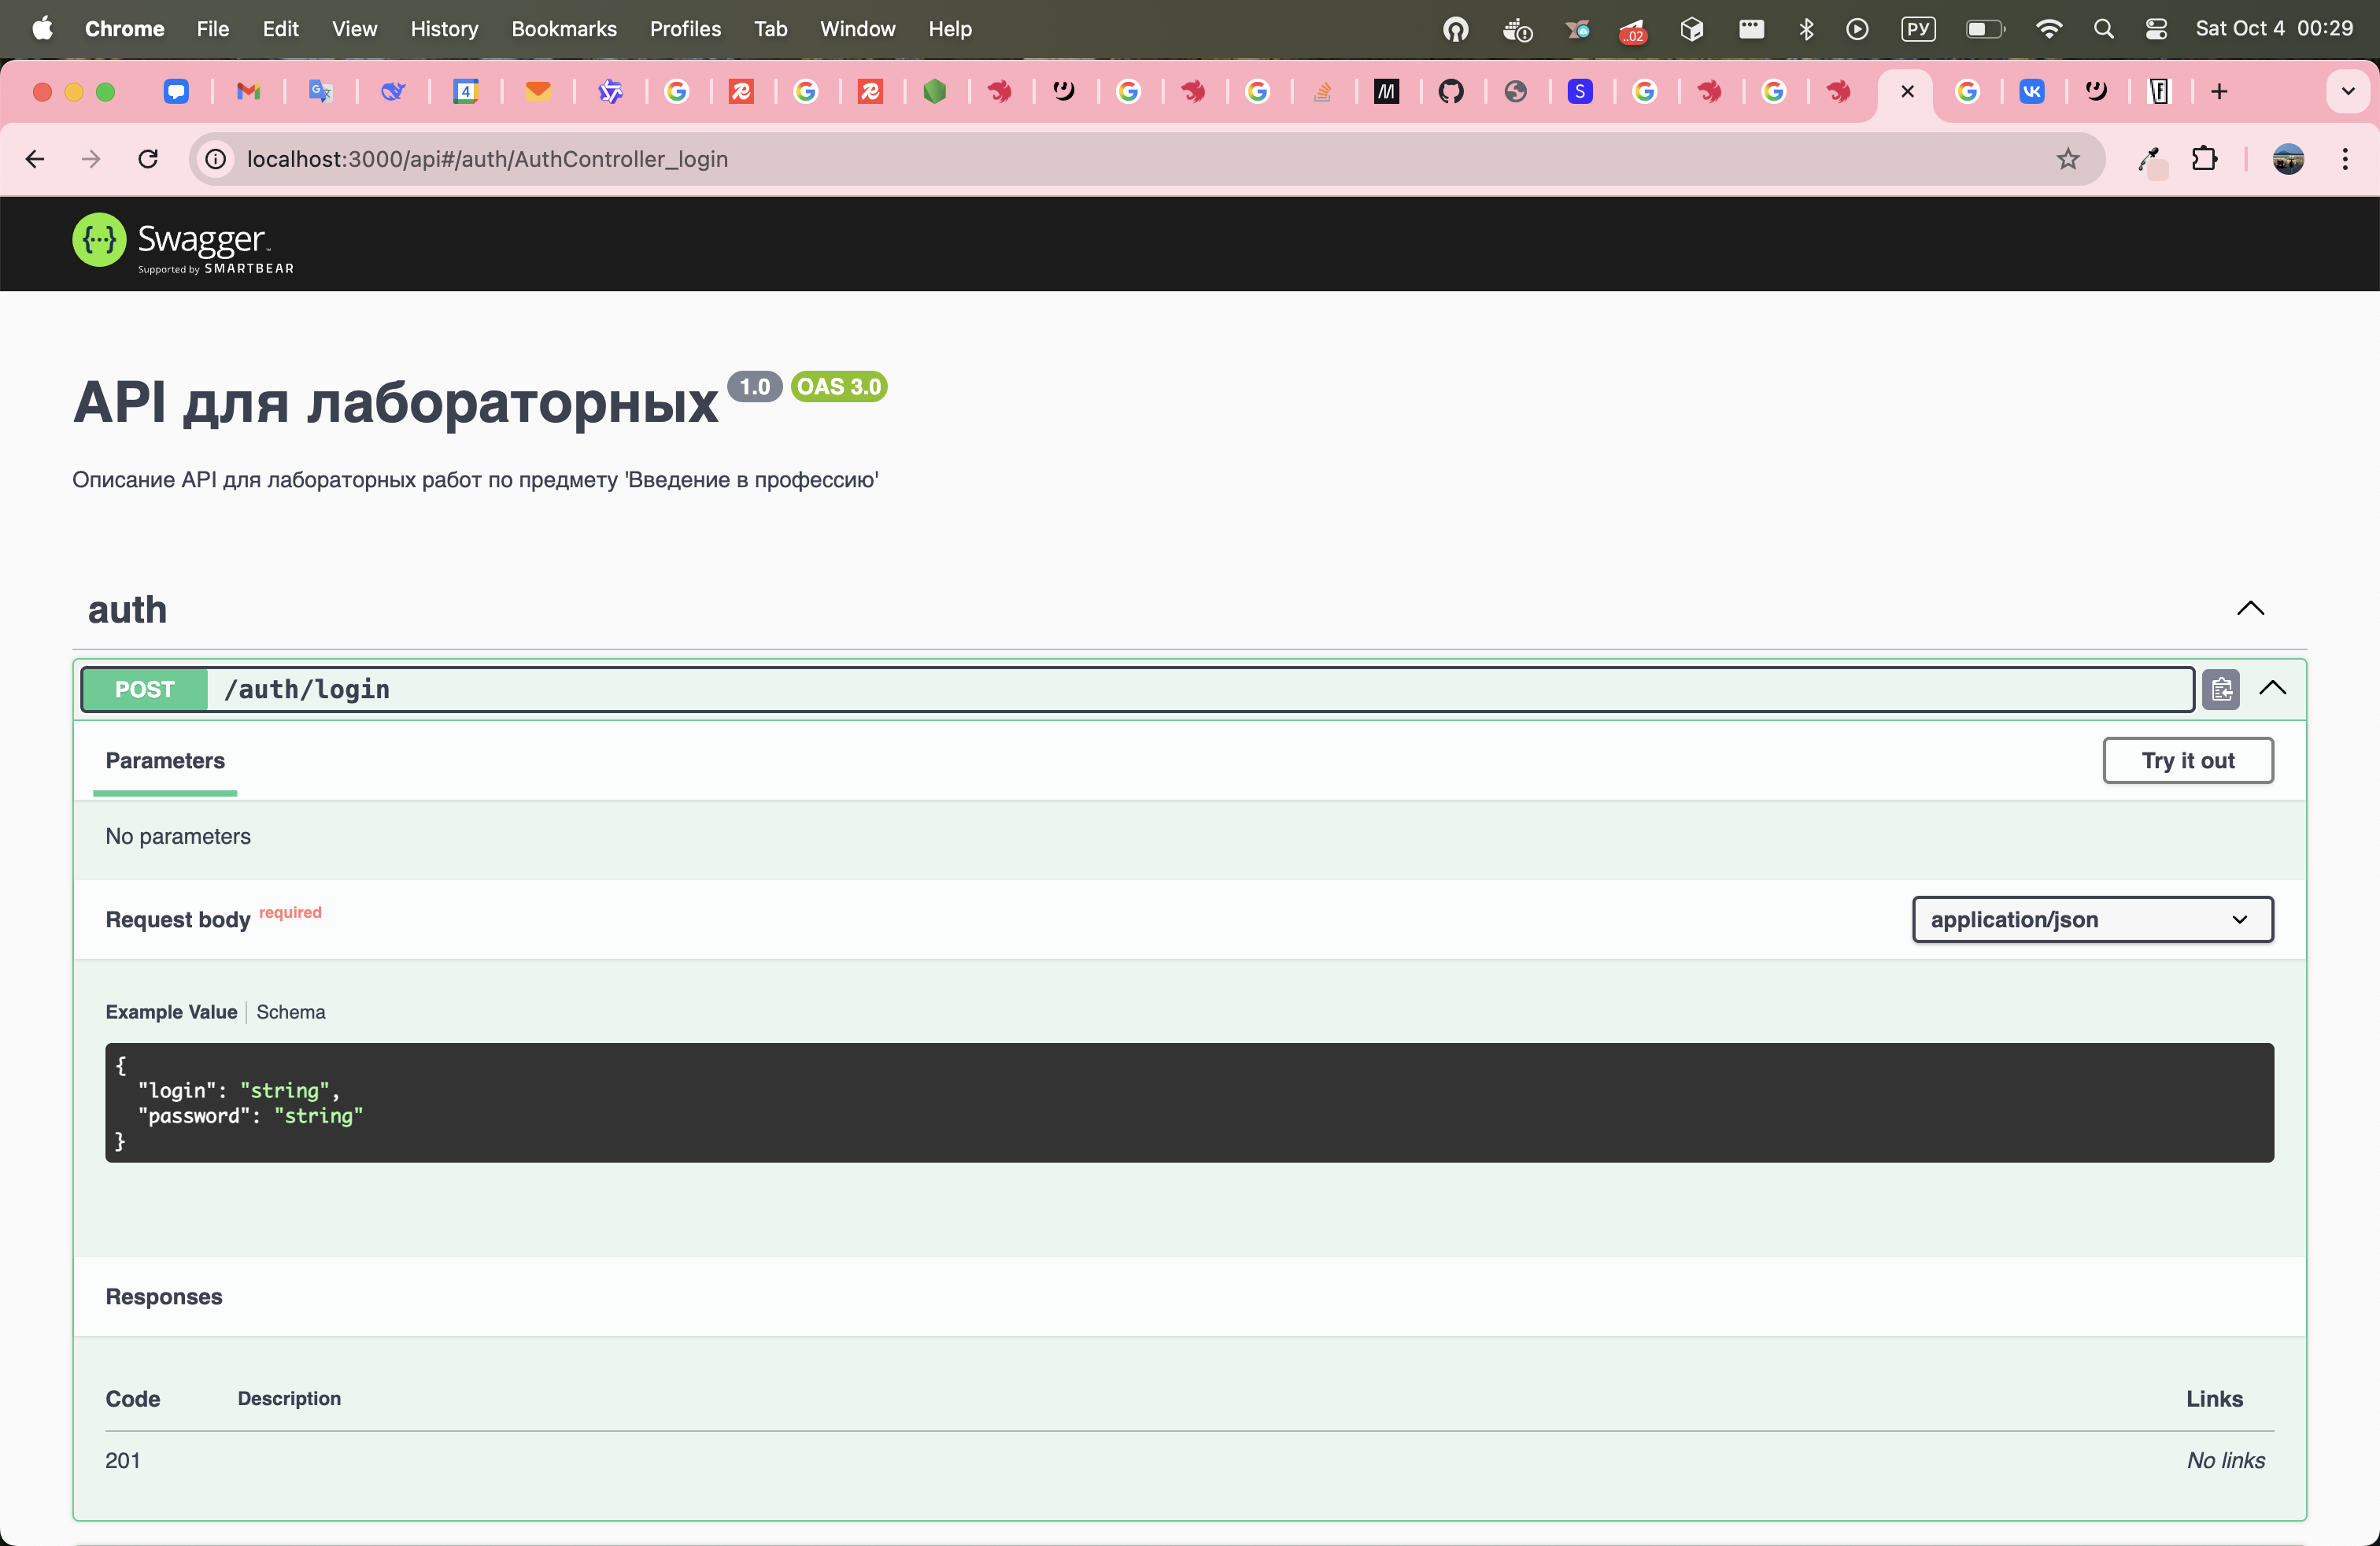 Chrome File Edit View History Bookmarks Profiles Tab Window Help ..02 РУ Sat Oct 4 00:29
4 S VK
localhost:3000/api#/auth/AuthController_login
{···} Swagger
Supported by SMARTBEAR
API для лабораторных 1.0 OAS 3.0
Описание API для лабораторных работ по предмету 'Введение в профессию'
auth
POST /auth/login
Parameters Try it out
No parameters
Request body required application/json
Example Value Schema
{
"login": "string",
"password": "string"
}
Responses
Code Description Links
201 No links